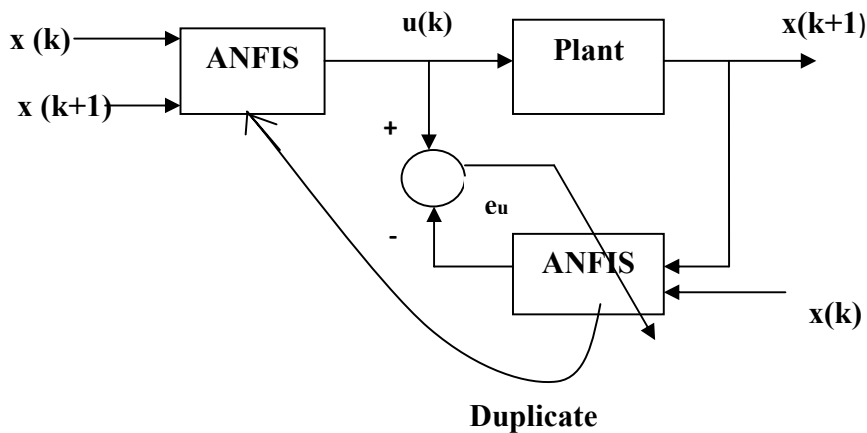 x (k)
x (k+1)
ANFIS
u(k)
Plant
x(k+1)
+
-
eu
ANFIS
x(k)
Duplicate